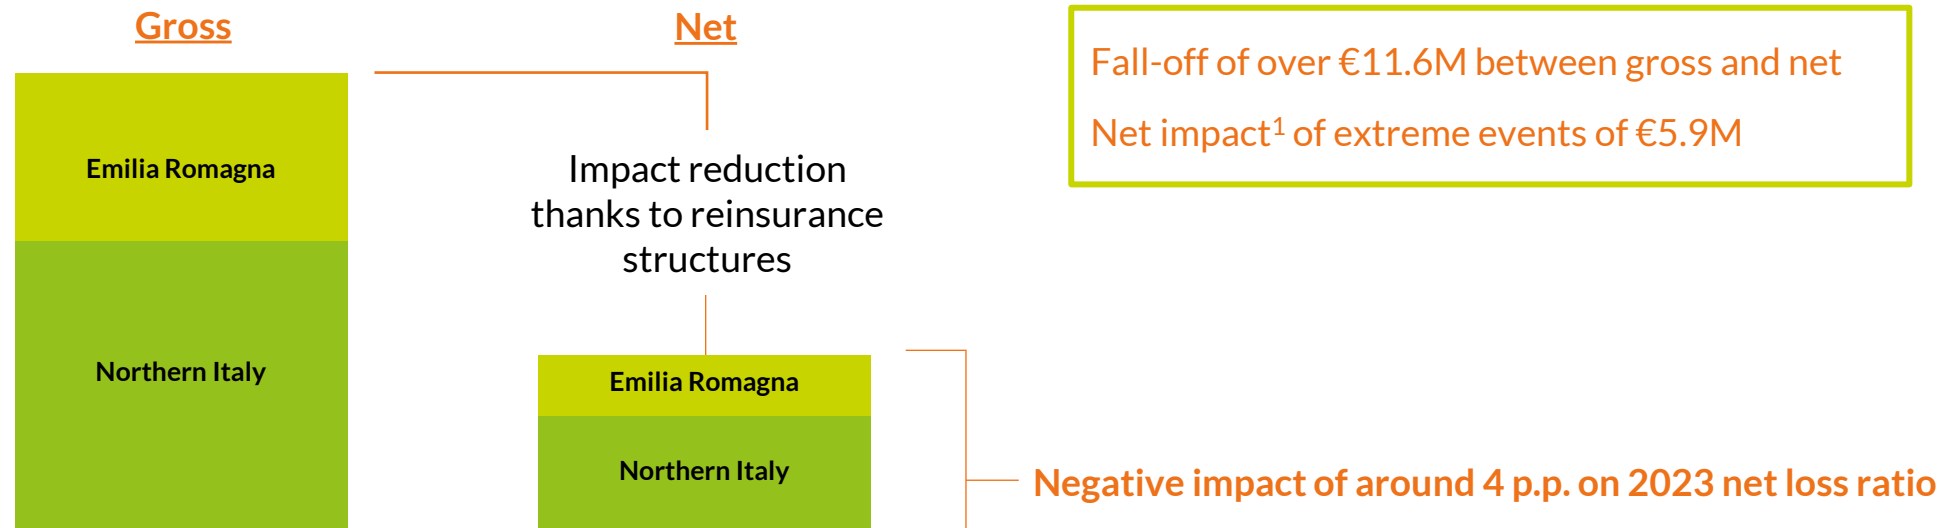 Gross
Emilia Romagna
Northern Italy
Net
Impact reduction
thanks to reinsurance
structures
Emilia Romagna
Northern Italy
Fall-off of over €11.6M between gross and net
Net impact¹ of extreme events of €5.9M
Negative impact of around 4 p.p. on 2023 net loss ratio